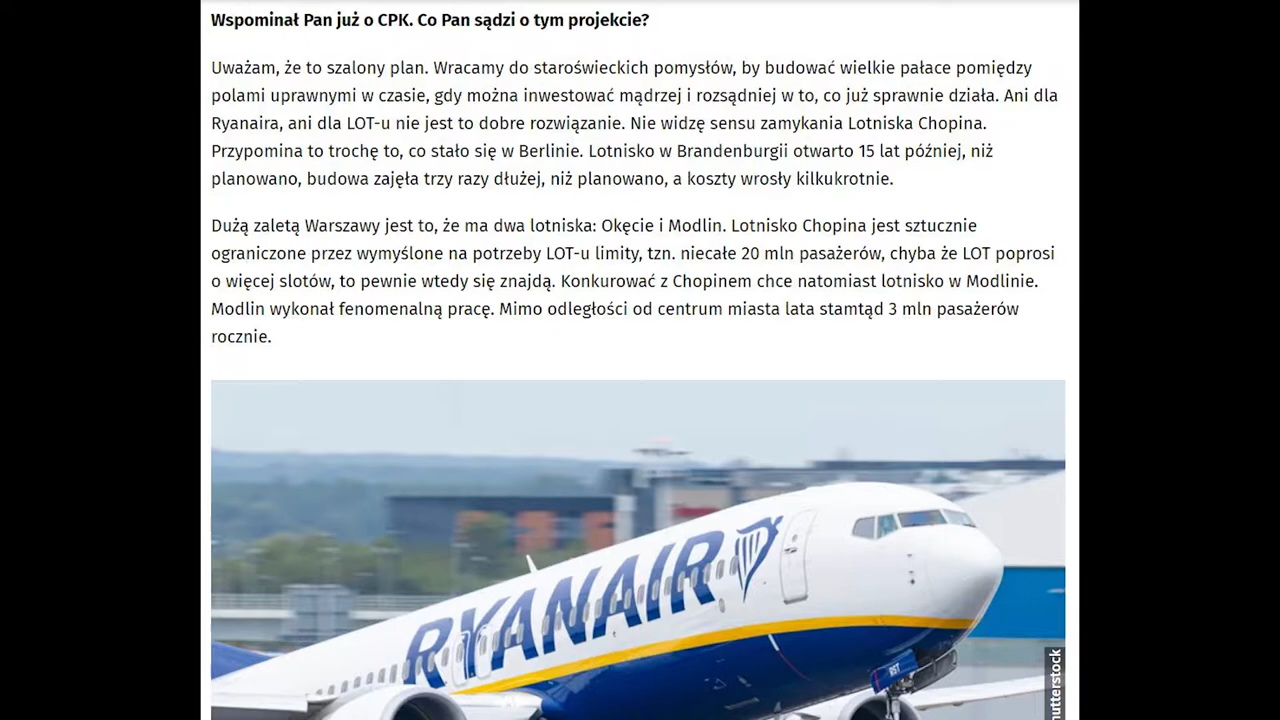 Wspominał Pan już o CPK. Co Pan sądzi o tym projekcie?
Uważam, że to szalony plan. Wracamy do staroświeckich pomysłów, by budować wielkie pałace pomiędzy
polami uprawnymi w czasie, gdy można inwestować mądrzej i rozsądniej w to, co już sprawnie działa. Ani dla
Ryanaira, ani dla LOT-u nie jest to dobre rozwiązanie. Nie widzę sensu zamykania Lotniska Chopina.
Przypomina to trochę to, co stało się w Berlinie. Lotnisko w Brandenburgii otwarto 15 lat później, niż
planowano, budowa zajęła trzy razy dłużej, niż planowano, a koszty wrosły kilkukrotnie.
Dużą zaletą Warszawy jest to, że ma dwa lotniska: Okęcie i Modlin. Lotnisko Chopina jest sztucznie
ograniczone przez wymyślone na potrzeby LOT-u limity, tzn. niecałe 20 mln pasażerów, chyba że LOT poprosi
o więcej slotów, to pewnie wtedy się znajdą. Konkurować z Chopinem chce natomiast lotnisko w Modlinie.
Modlin wykonał fenomenalną pracę. Mimo odległości od centrum miasta lata stamtąd 3 mln pasażerów
rocznie.
RYANAIR
RST
hutterstock